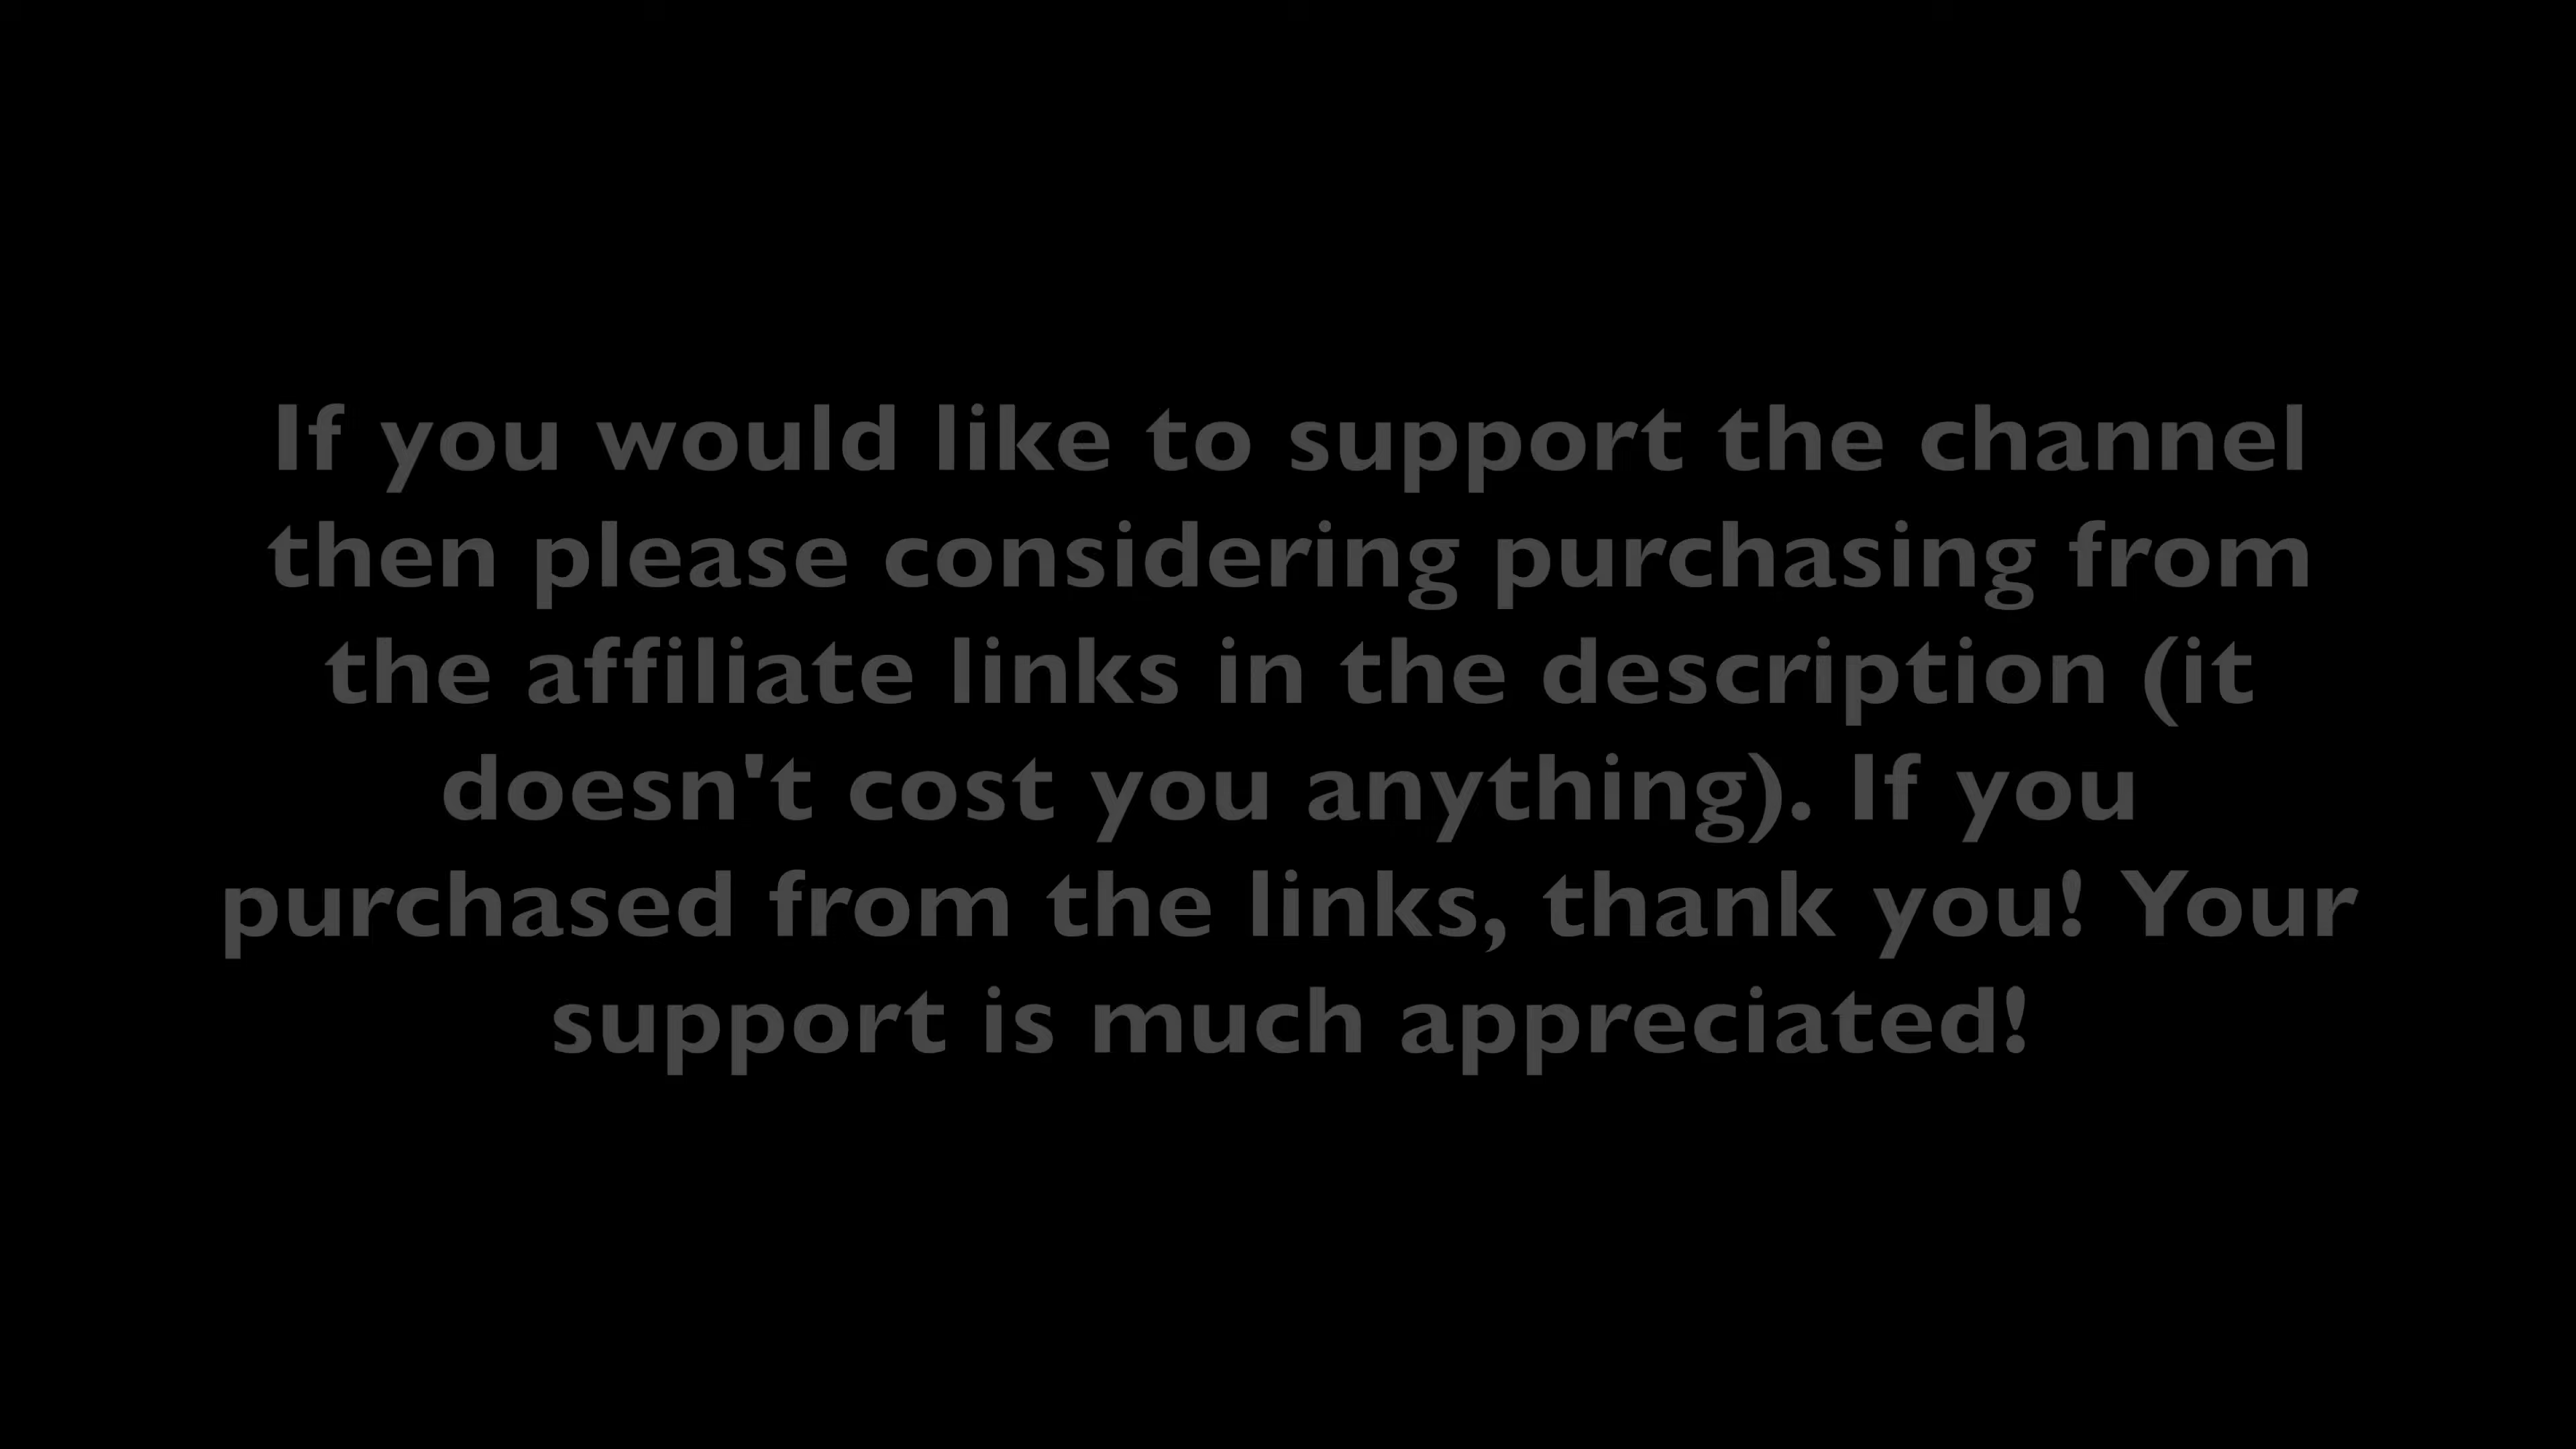 If you would like to support the channel
then please considering purchasing from
the affiliate links in the description (it
doesn't cost you anything). If you
purchased from the links, thank you! Your
support is much appreciated!